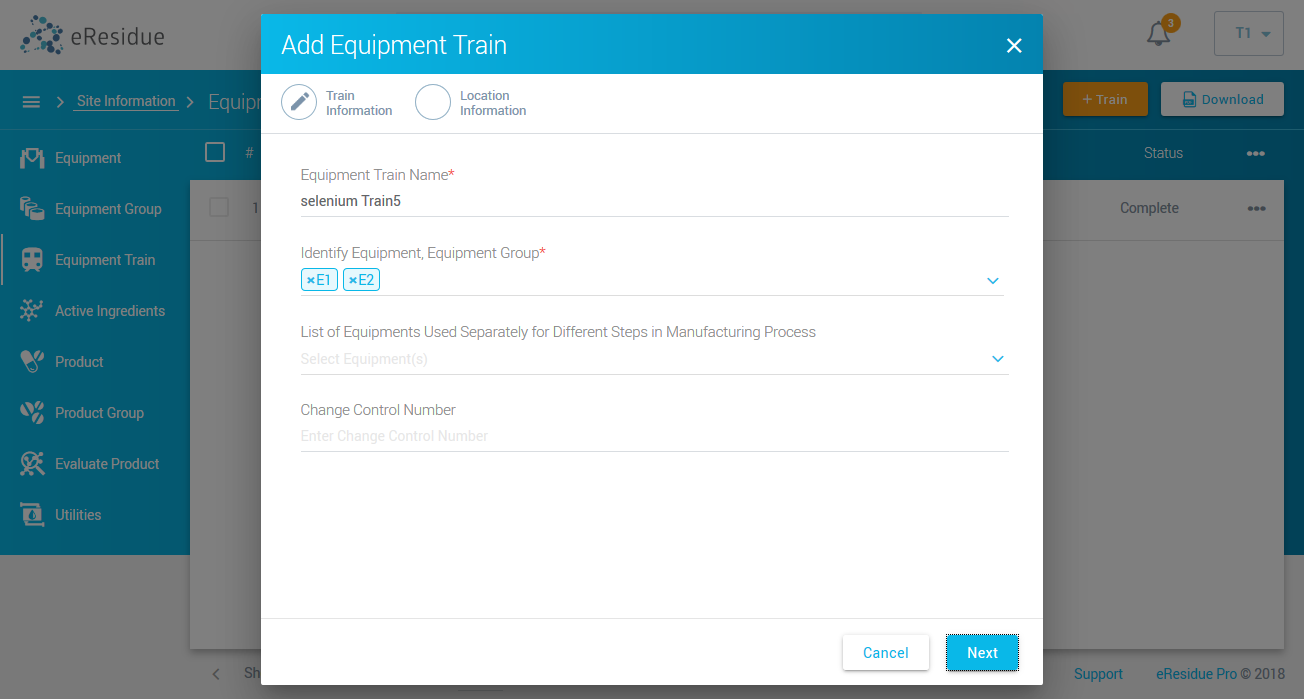 eResidue
Add Equipment Train
3
T1
Site Information
Train
Information
Location
Information
+ Train
Download
Equipment
#
Status
Equipment Group
1
Complete
Equipment Train
Active Ingredients
Product
Product Group
Evaluate Product
Utilities
Equipment Train Name*
selenium Train5
Identify Equipment, Equipment Group*
×E1 ×E2
List of Equipments Used Separately for Different Steps in Manufacturing Process
Select Equipment(s)
Change Control Number
Enter Change Control Number
Cancel
Next
Support
eResidue Pro © 2018